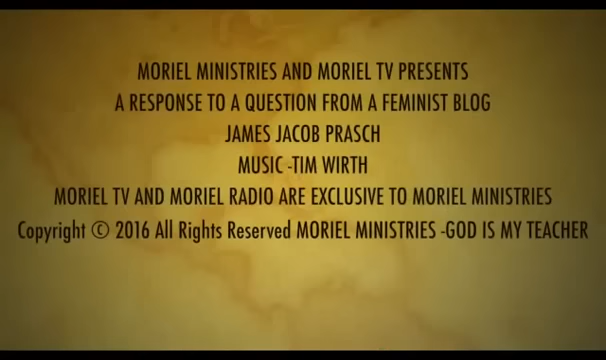 MORIEL MINISTRIES AND MORIEL TV PRESENTS
A RESPONSE TO A QUESTION FROM A FEMINIST BLOG
JAMES JACOB PRASCH
MUSIC -TIM WIRTH
MORIEL TV AND MORIEL RADIO ARE EXCLUSIVE TO MORIEL MINISTRIES
Copyright © 2016 All Rights Reserved MORIEL MINISTRIES -GOD IS MY TEACHER